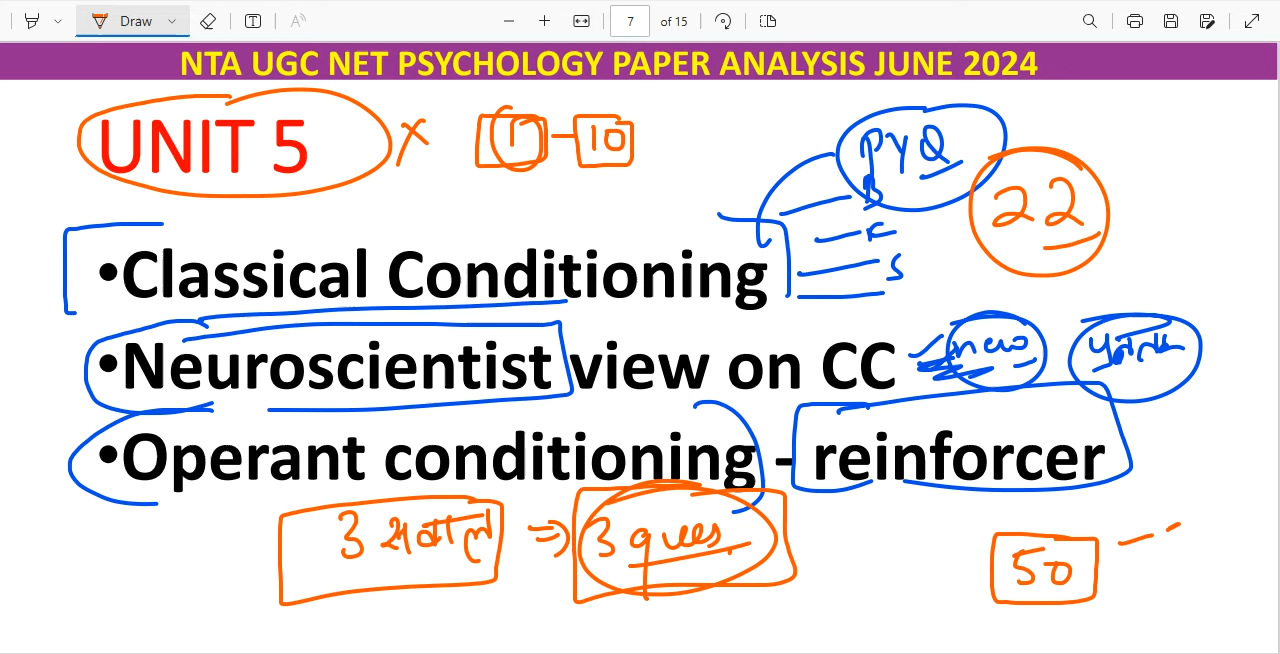 Draw
7 of 15
NTA UGC NET PSYCHOLOGY PAPER ANALYSIS JUNE 2024
UNIT 5 x 1 - 10
PYQ
22
B
F
S
•Classical Conditioning
•Neuroscientist view on CC new
•Operant conditioning - reinforcer
3 सवाल ⇒ 3 ques.
50